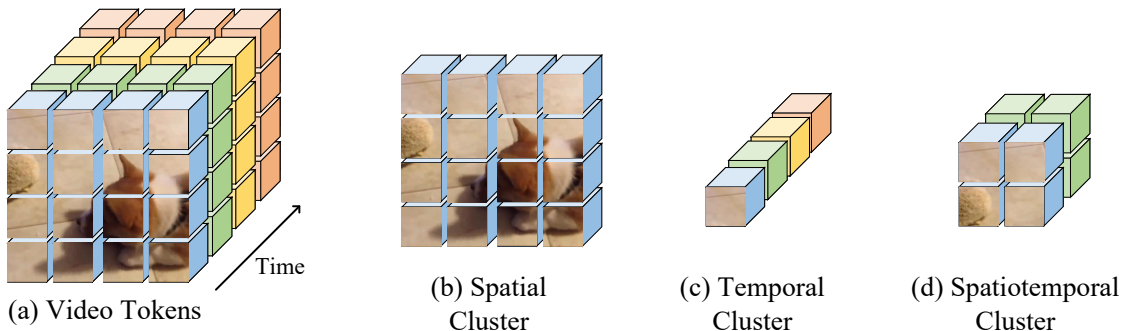 Time
(a) Video Tokens
(b) Spatial
Cluster
(c) Temporal
Cluster
(d) Spatiotemporal
Cluster